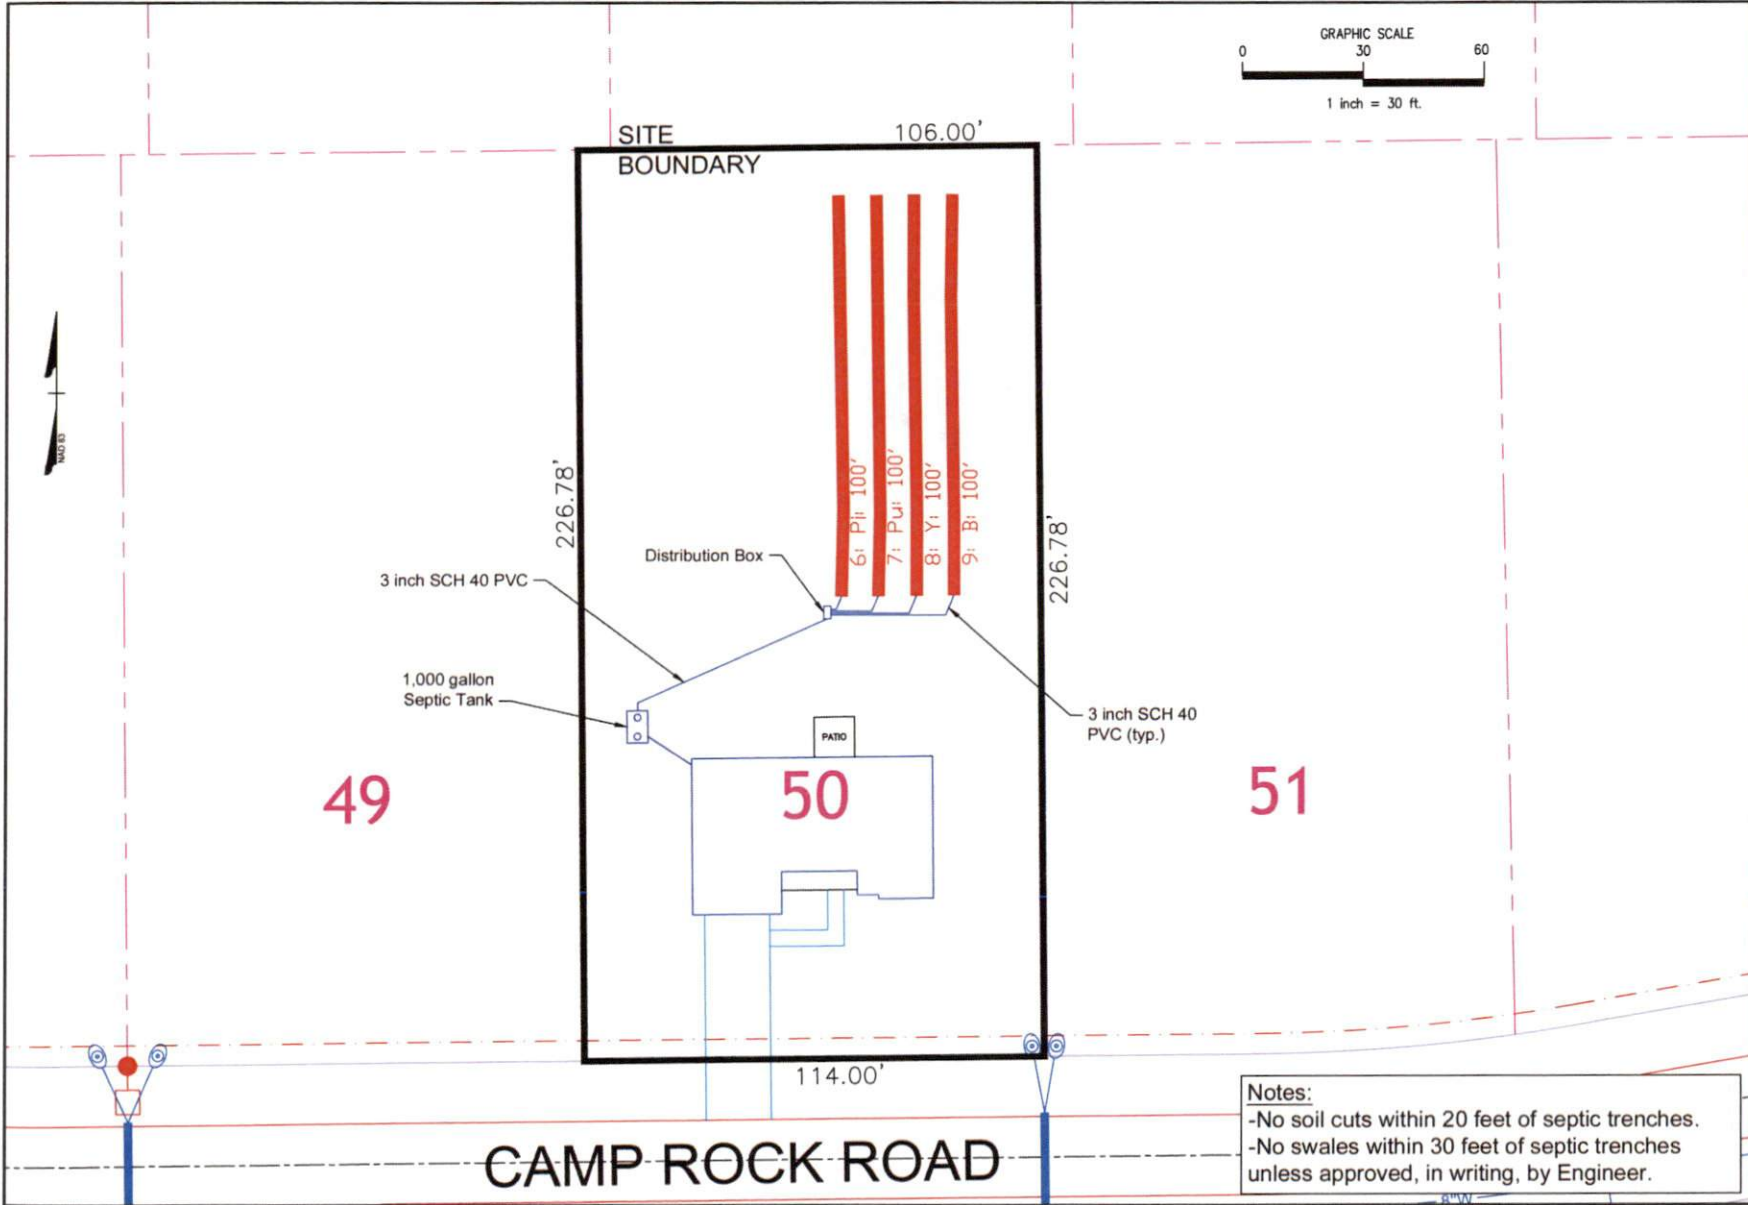 GRAPHIC SCALE
0 30 60
1 inch = 30 ft.
SITE
BOUNDARY
106.00'
NAD 83
226.78'
6: Pi: 100'
7: Pu: 100'
8: Y: 100'
9: B: 100'
226.78'
Distribution Box
3 inch SCH 40 PVC
1,000 gallon
Septic Tank
3 inch SCH 40
PVC (typ.)
PATIO
49
50
51
114.00'
CAMP ROCK ROAD
Notes:
-No soil cuts within 20 feet of septic trenches.
-No swales within 30 feet of septic trenches
unless approved, in writing, by Engineer.
8"W